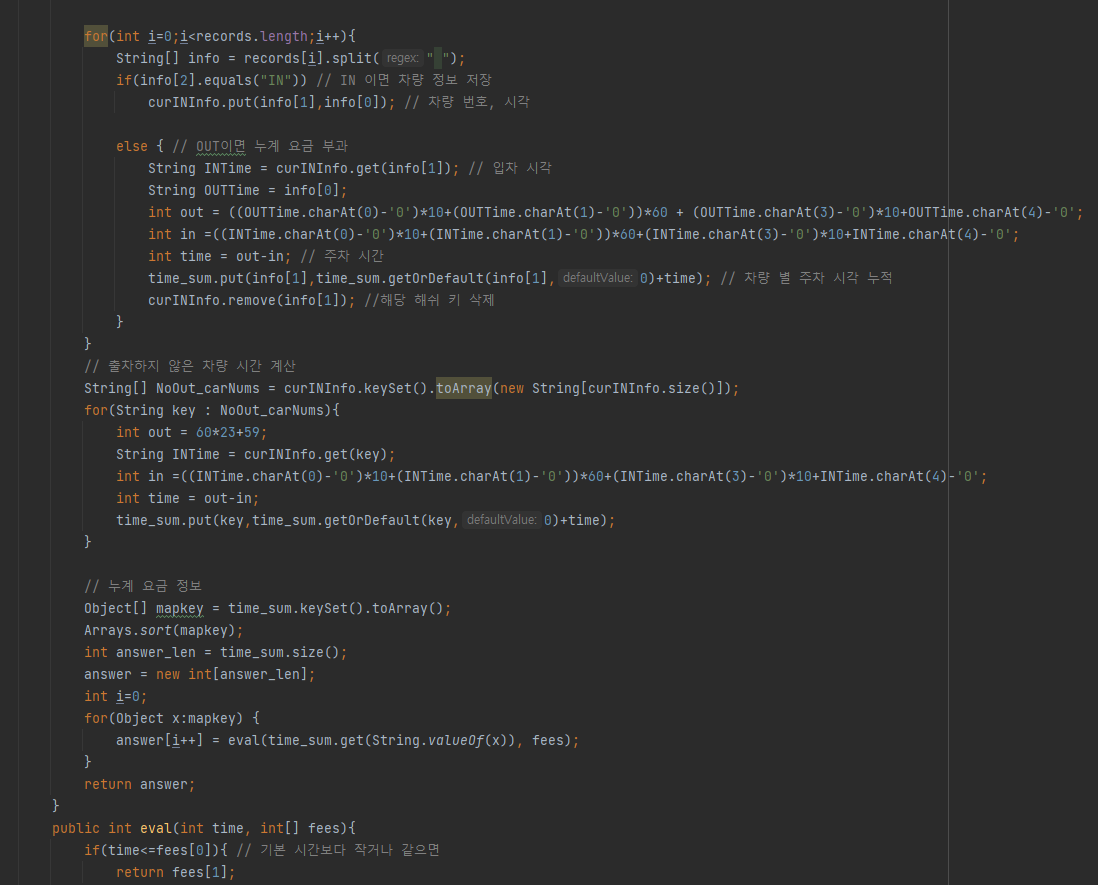 for(int i=0;i<records.length;i++){
String[] info = records[i].split( regex: " ");
if(info[2].equals("IN")) // IN 이면 차량 정보 저장
curINInfo.put(info[1],info[0]); // 차량 번호, 시각
else { // OUT이면 누계 요금 부과
String INTime = curINInfo.get(info[1]); // 입차 시각
String OUTTime = info[0];
int out = ((OUTTime.charAt(0)-'0')*10+(OUTTime.charAt(1)-'0'))*60 + (OUTTime.charAt(3)-'0')*10+OUTTime.charAt(4)-'0';
int in =((INTime.charAt(0)-'0')*10+(INTime.charAt(1)-'0'))*60+(INTime.charAt(3)-'0')*10+INTime.charAt(4)-'0';
int time = out-in; // 주차 시간
time_sum.put(info[1],time_sum.getOrDefault(info[1], defaultValue: 0)+time); // 차량 별 주차 시각 누적
curINInfo.remove(info[1]); //해당 해쉬 키 삭제
}
}
// 출차하지 않은 차량 시간 계산
String[] NoOut_carNums = curINInfo.keySet().toArray(new String[curINInfo.size()]);
for(String key : NoOut_carNums){
int out = 60*23+59;
String INTime = curINInfo.get(key);
int in =((INTime.charAt(0)-'0')*10+(INTime.charAt(1)-'0'))*60+(INTime.charAt(3)-'0')*10+INTime.charAt(4)-'0';
int time = out-in;
time_sum.put(key,time_sum.getOrDefault(key, defaultValue: 0)+time);
}
// 누계 요금 정보
Object[] mapkey = time_sum.keySet().toArray();
Arrays.sort(mapkey);
int answer_len = time_sum.size();
answer = new int[answer_len];
int i=0;
for(Object x:mapkey) {
answer[i++] = eval(time_sum.get(String.valueOf(x)), fees);
}
return answer;
}
public int eval(int time, int[] fees){
if(time<=fees[0]){ // 기본 시간보다 작거나 같으면
return fees[1];